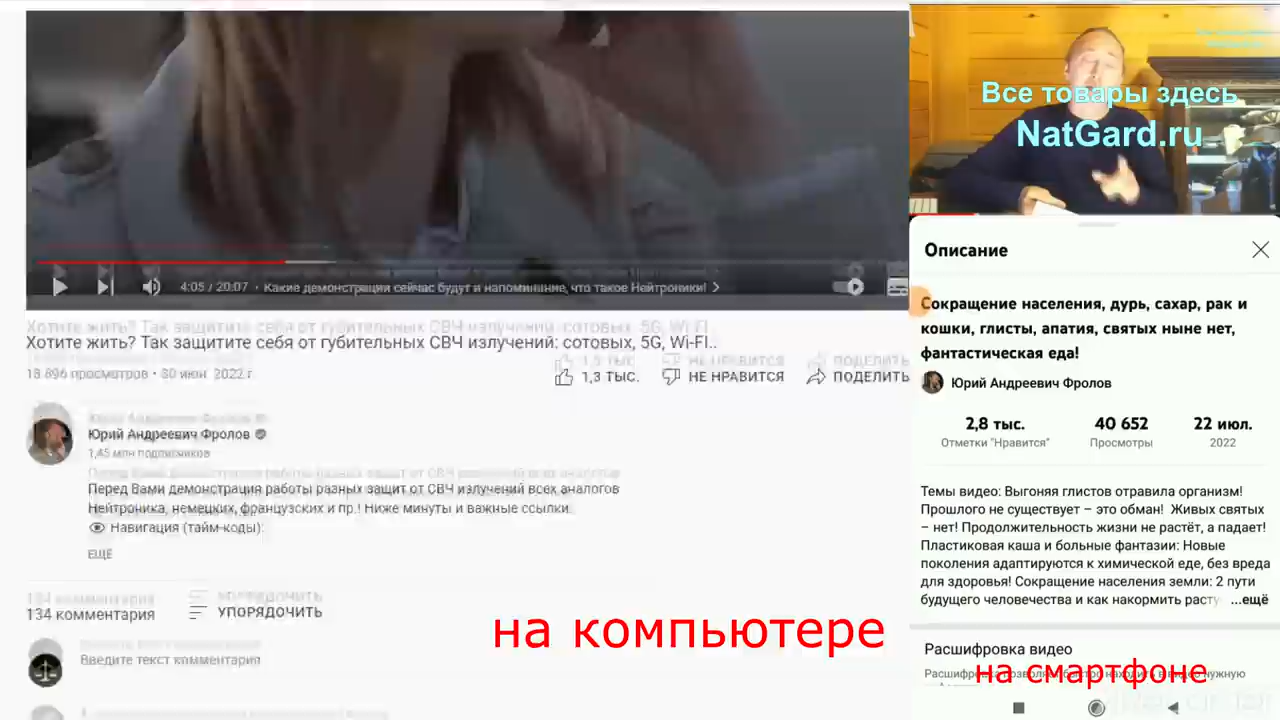 4:05 / 20:07 • Какие демонстрации сейчас будут и напоминание, что такое Нейтроники!
Хотите жить? Так защитите себя от губительных СВЧ излучений: сотовых, 5G, Wi-FI..
18 896 просмотров • 30 июн. 2022 г.
1,3 ТЫС.
НЕ НРАВИТСЯ
ПОДЕЛИТЬ
Юрий Андреевич Фролов
1,45 млн подписчиков
Перед Вами демонстрация работы разных защит от СВЧ излучений всех аналогов
Нейтроника, немецких, французских и пр.! Ниже минуты и важные ссылки.
Навигация (тайм-коды):
ЕЩЁ
134 комментария
УПОРЯДОЧИТЬ
Введите текст комментария
на компьютере
Все товары здесь
NatGard.ru
Описание
Сокращение населения, дурь, сахар, рак и
кошки, глисты, апатия, святых ныне нет,
фантастическая еда!
Юрий Андреевич Фролов
2,8 тыс.
40 652
22 июл.
Отметки "Нравится"
Просмотры
2022
Темы видео: Выгоняя глистов отравила организм!
Прошлого не существует – это обман! Живых святых
– нет! Продолжительность жизни не растёт, а падает!
Пластиковая каша и больные фантазии: Новые
поколения адаптируются к химической еде, без вреда
для здоровья! Сокращение населения земли: 2 пути
будущего человечества и как накормить расту ...ещё
Расшифровка видео
на смартфоне